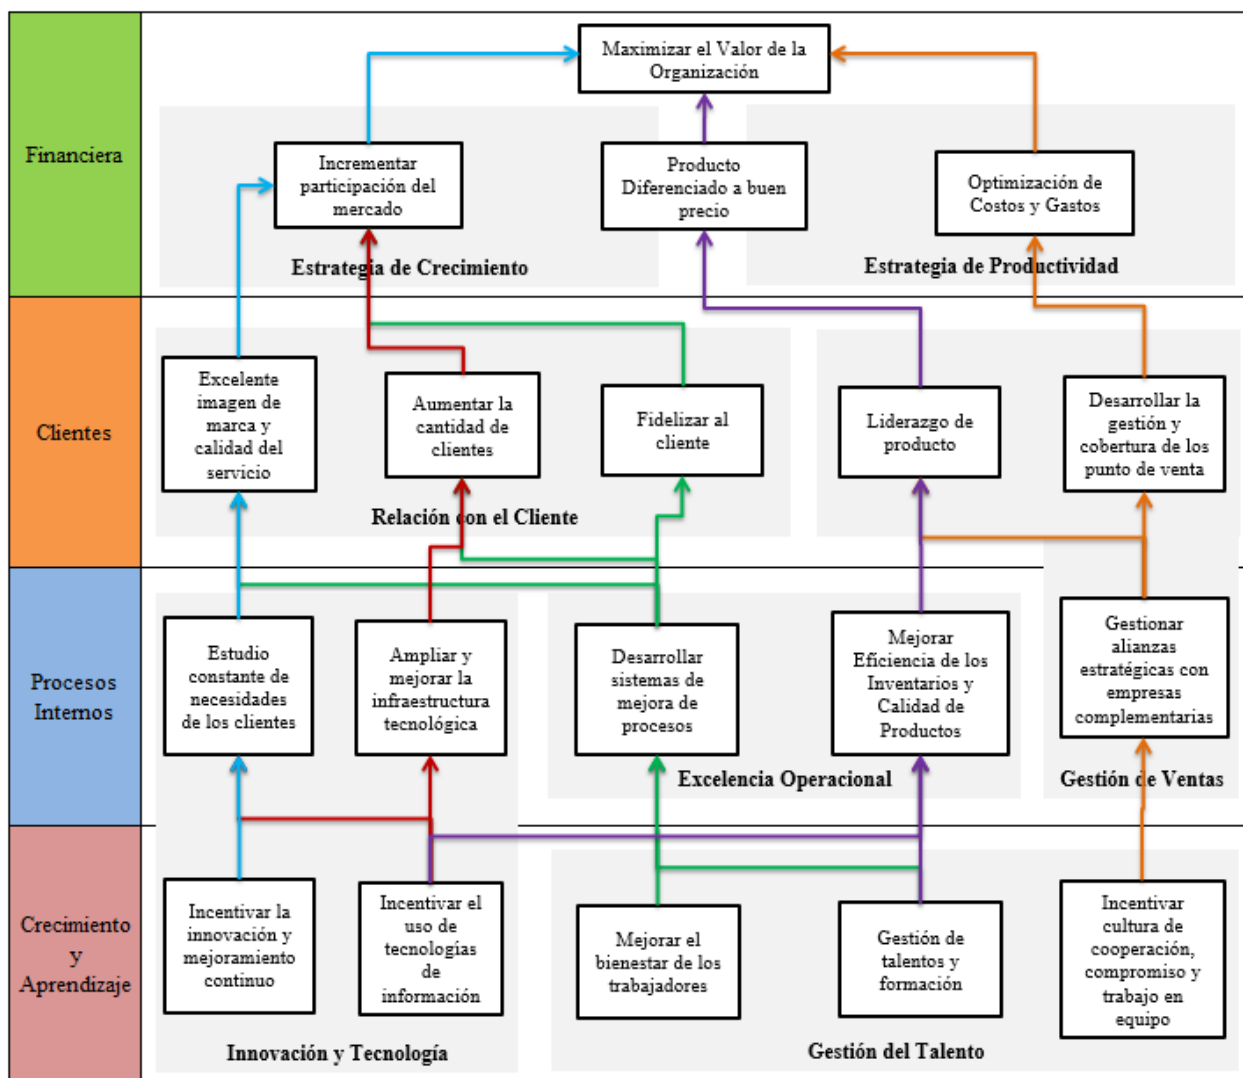 Maximizar el Valor de la
Organización
Financiera
Incrementar
participación del
mercado
Producto
Diferenciado a buen
precio
Optimización de
Costos y Gastos
Estrategia de Crecimiento
Estrategia de Productividad
Clientes
Excelente
imagen de
marca y
calidad del
servicio
Aumentar la
cantidad de
clientes
Fidelizar al
cliente
Liderazgo de
producto
Desarrollar la
gestión y
cobertura de los
punto de venta
Relación con el Cliente
Procesos
Internos
Estudio
constante de
necesidades
de los clientes
Ampliar y
mejorar la
infraestructura
tecnológica
Desarrollar
sistemas de
mejora de
procesos
Mejorar
Eficiencia de los
Inventarios y
Calidad de
Productos
Gestionar
alianzas
estratégicas con
empresas
complementarias
Excelencia Operacional
Gestión de Ventas
Crecimiento
y
Aprendizaje
Incentivar la
innovación y
mejoramiento
continuo
Incentivar el
uso de
tecnologías de
información
Mejorar el
bienestar de los
trabajadores
Gestión de
talentos y
formación
Incentivar
cultura de
cooperación,
compromiso y
trabajo en
equipo
Innovación y Tecnología
Gestión del Talento